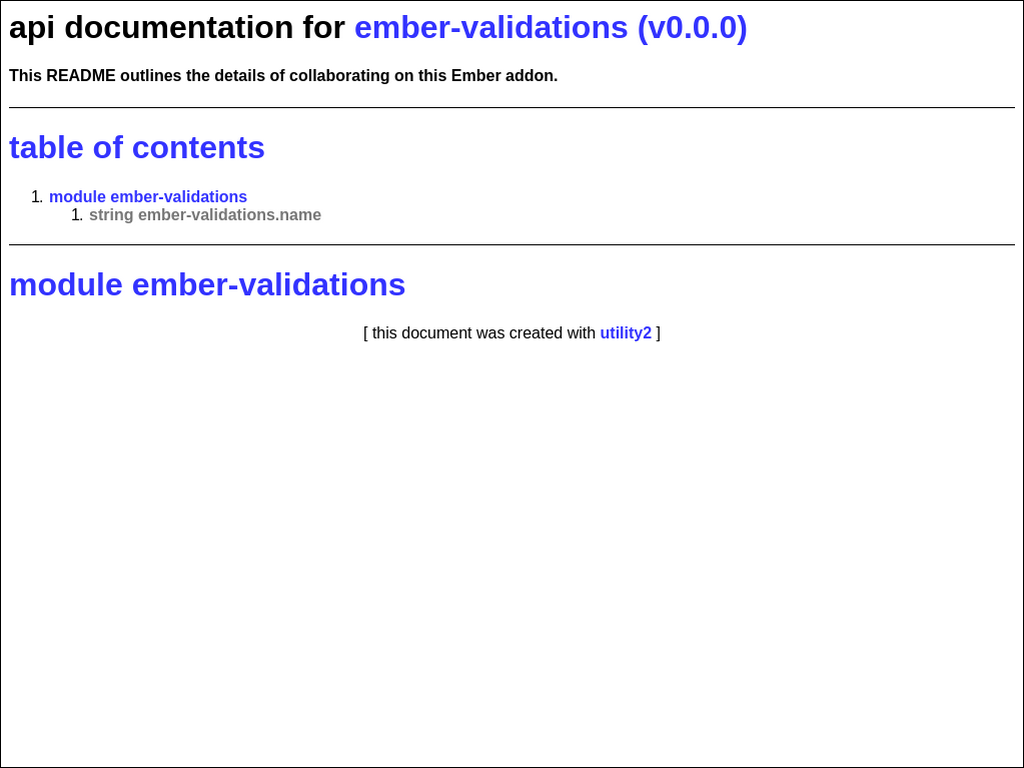 api documentation for ember-validations (v0.0.0)
This README outlines the details of collaborating on this Ember addon.
table of contents
1. module ember-validations
1. string ember-validations.name
module ember-validations
[ this document was created with utility2 ]